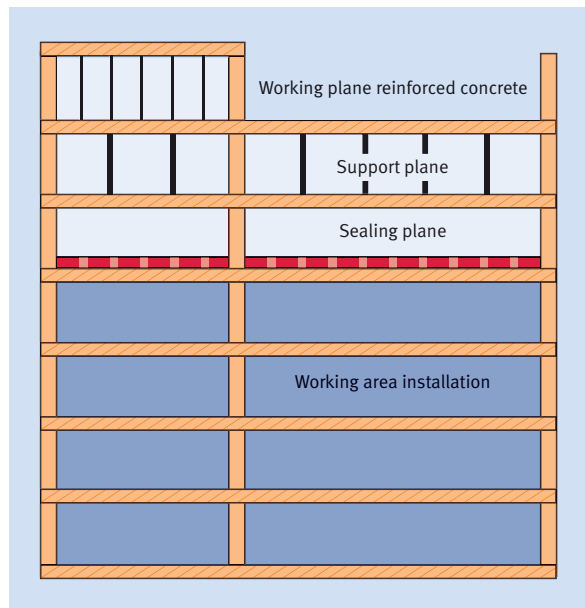 Working plane reinforced concrete
Support plane
Sealing plane
Working area installation